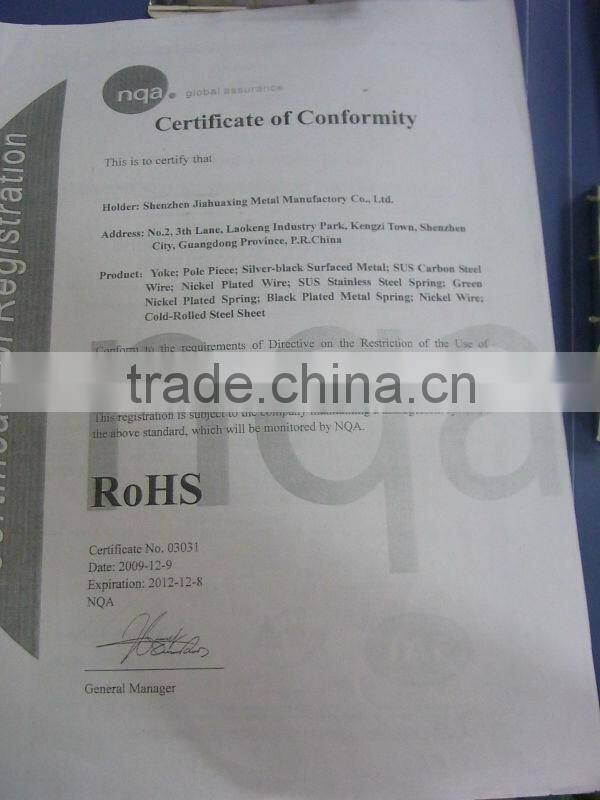 nqa.
global assurance
Certificate of Conformity
This is to certify that
Holder: Shenzhen Jiahuaxing Metal Manufactory Co., Ltd.
Address: No.2, 3th Lane, Laokeng Industry Park, Kengzi Town, Shenzhen
City, Guangdong Province, P.R.China
Product: Yoke; Pole Piece; Silver-black Surfaced Metal; SUS Carbon Steel
Wire; Nickel Plated Wire; SUS Stainless Steel Spring; Green
Nickel Plated Spring; Black Plated Metal Spring; Nickel Wire;
Cold-Rolled Steel Sheet
Conform to the requirements of Directive on the Restriction of the Use of
trade.china.cn
This registration is subject to the company maintaining a
the above standard, which will be monitored by NQA.
nqa
RoHS
Certificate No. 03031
Date: 2009-12-9
Expiration: 2012-12-8
NQA
General Manager
Registration